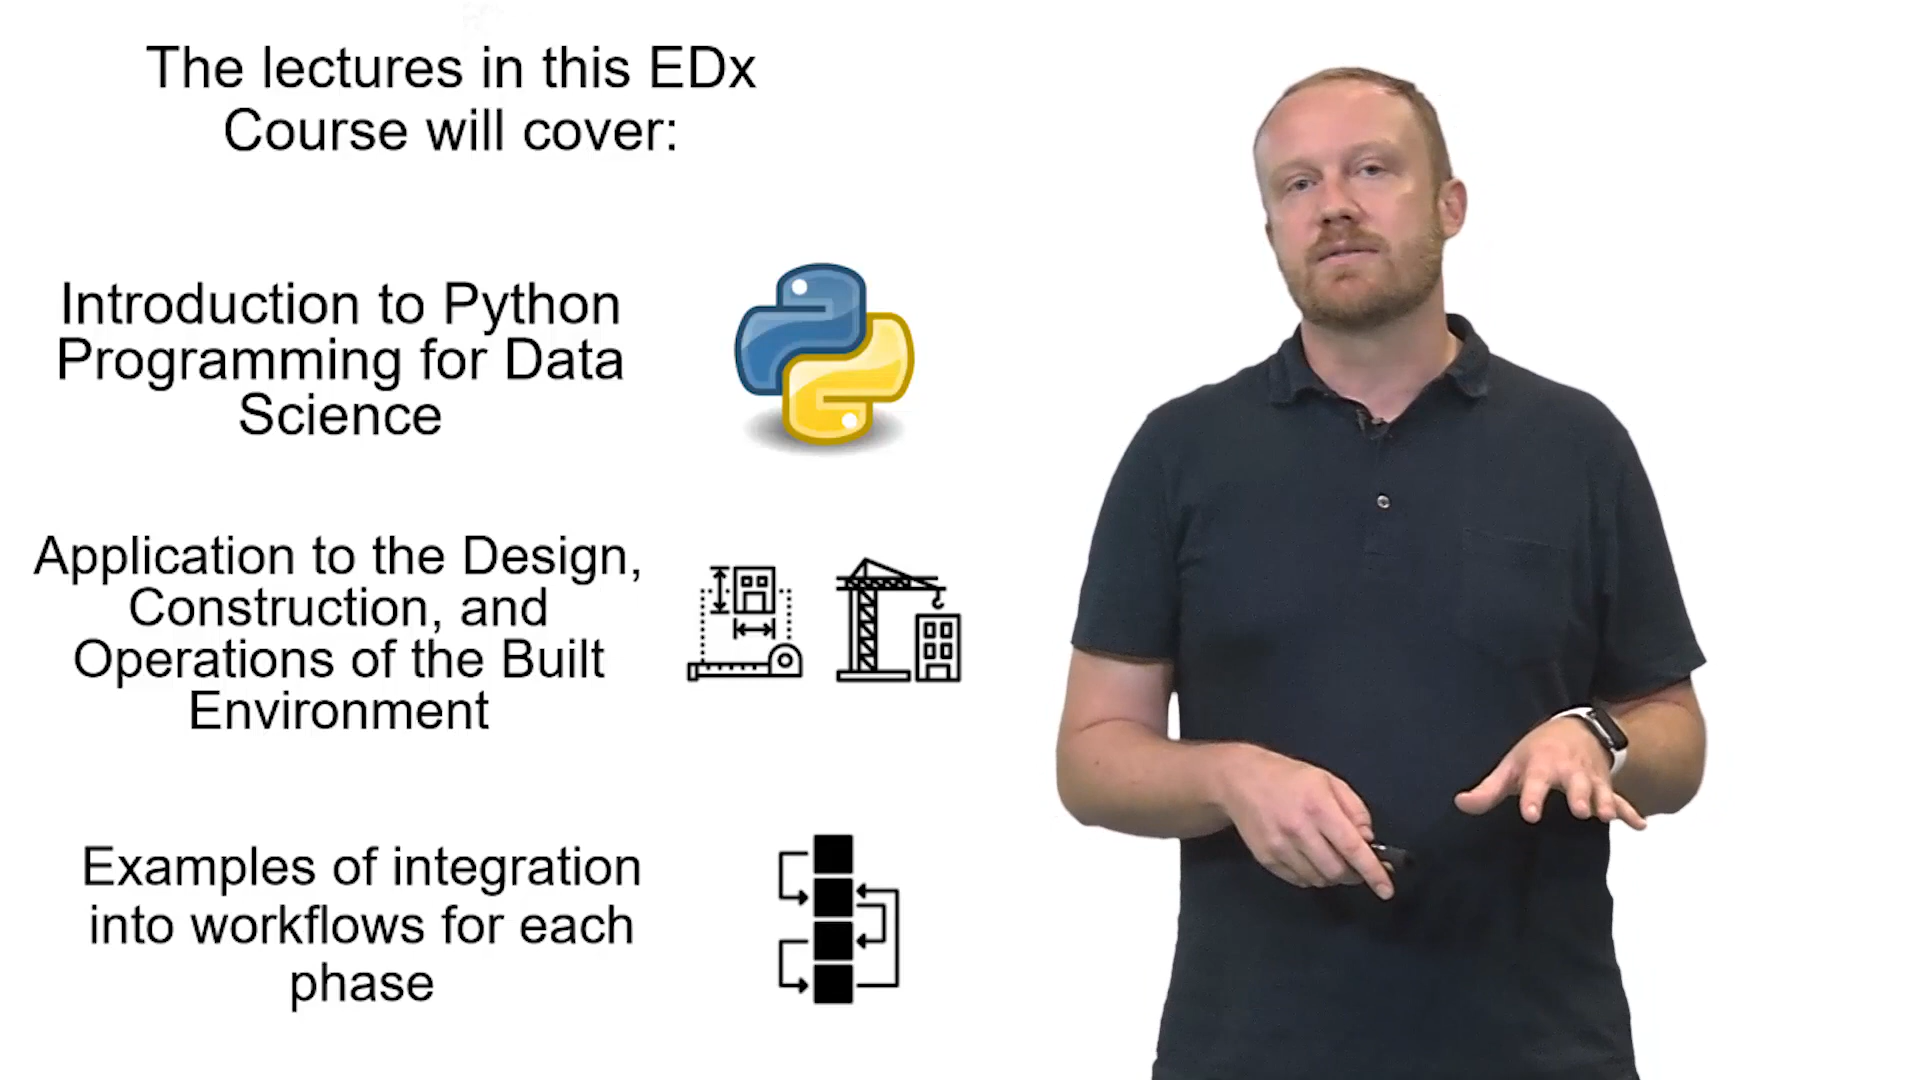 The lectures in this EDx
Course will cover:
Introduction to Python
Programming for Data
Science
Application to the Design,
Construction, and
Operations of the Built
Environment
Examples of integration
into workflows for each
phase